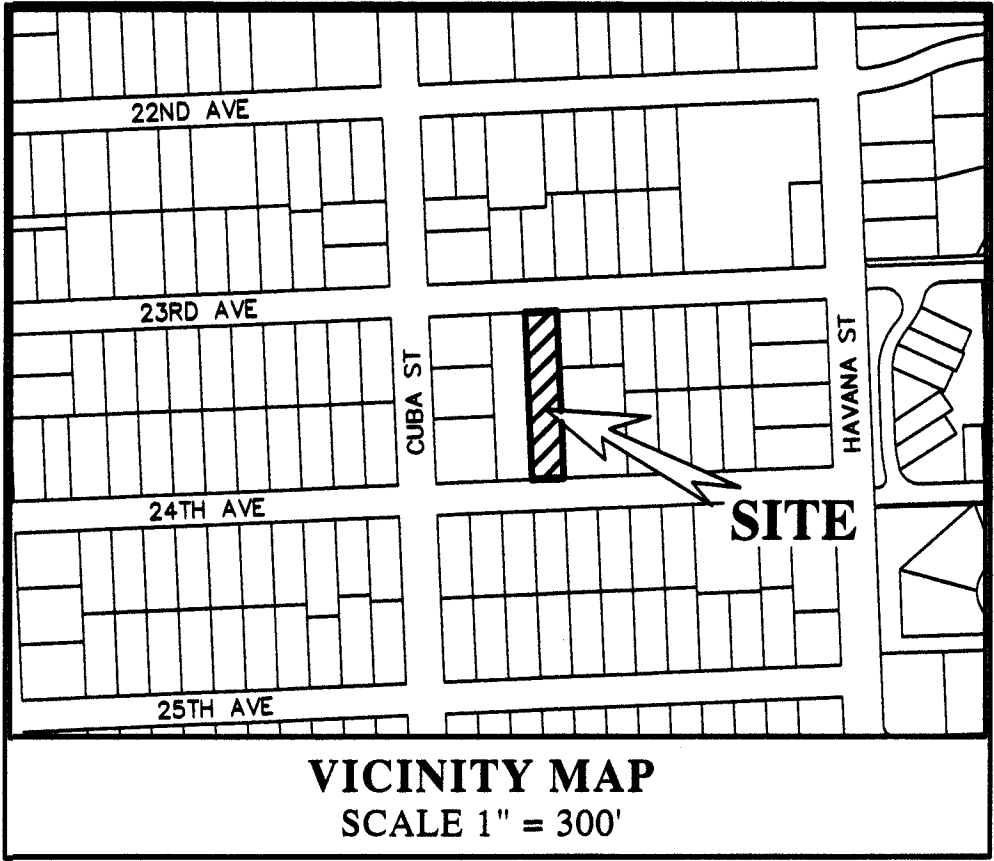 22ND AVE
23RD AVE
CUBA ST
HAVANA ST
24TH AVE
SITE
25TH AVE
VICINITY MAP
SCALE 1" = 300'